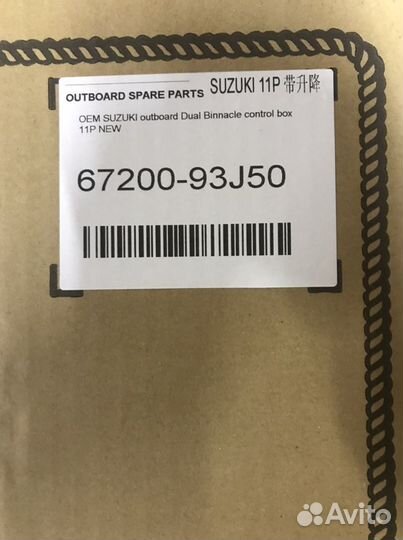 OUTBOARD SPARE PARTS SUZUKI 11P 带升降
OEM SUZUKI outboard Dual Binnacle control box
11P NEW
67200-93J50
Avito